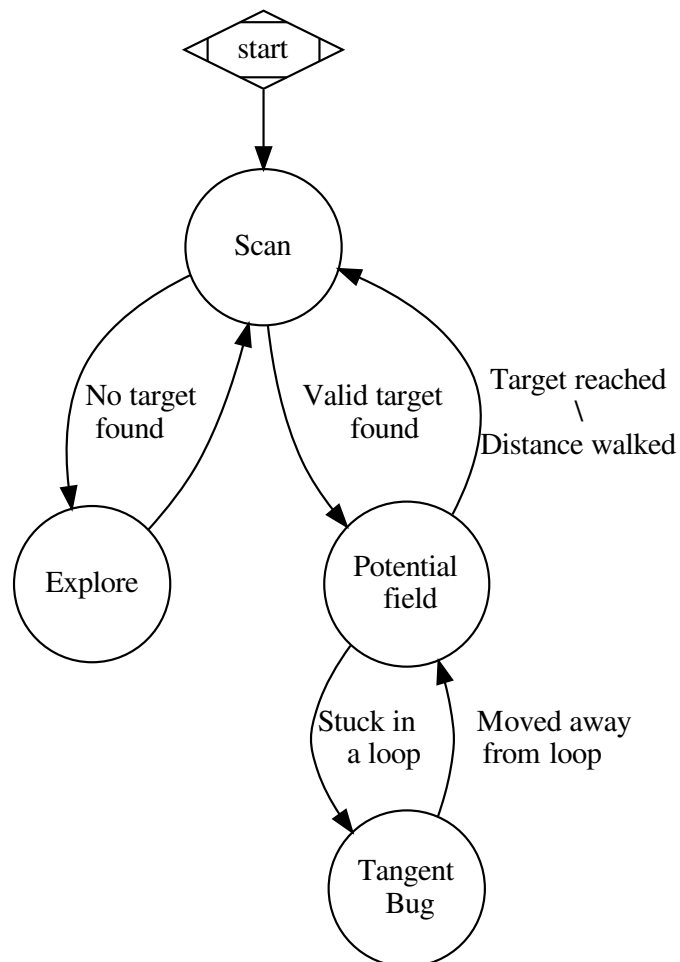 start
Scan
No target
found
Valid target
found
Target reached
\
Distance walked
Explore
Potential
field
Stuck in
a loop
Moved away
from loop
Tangent
Bug